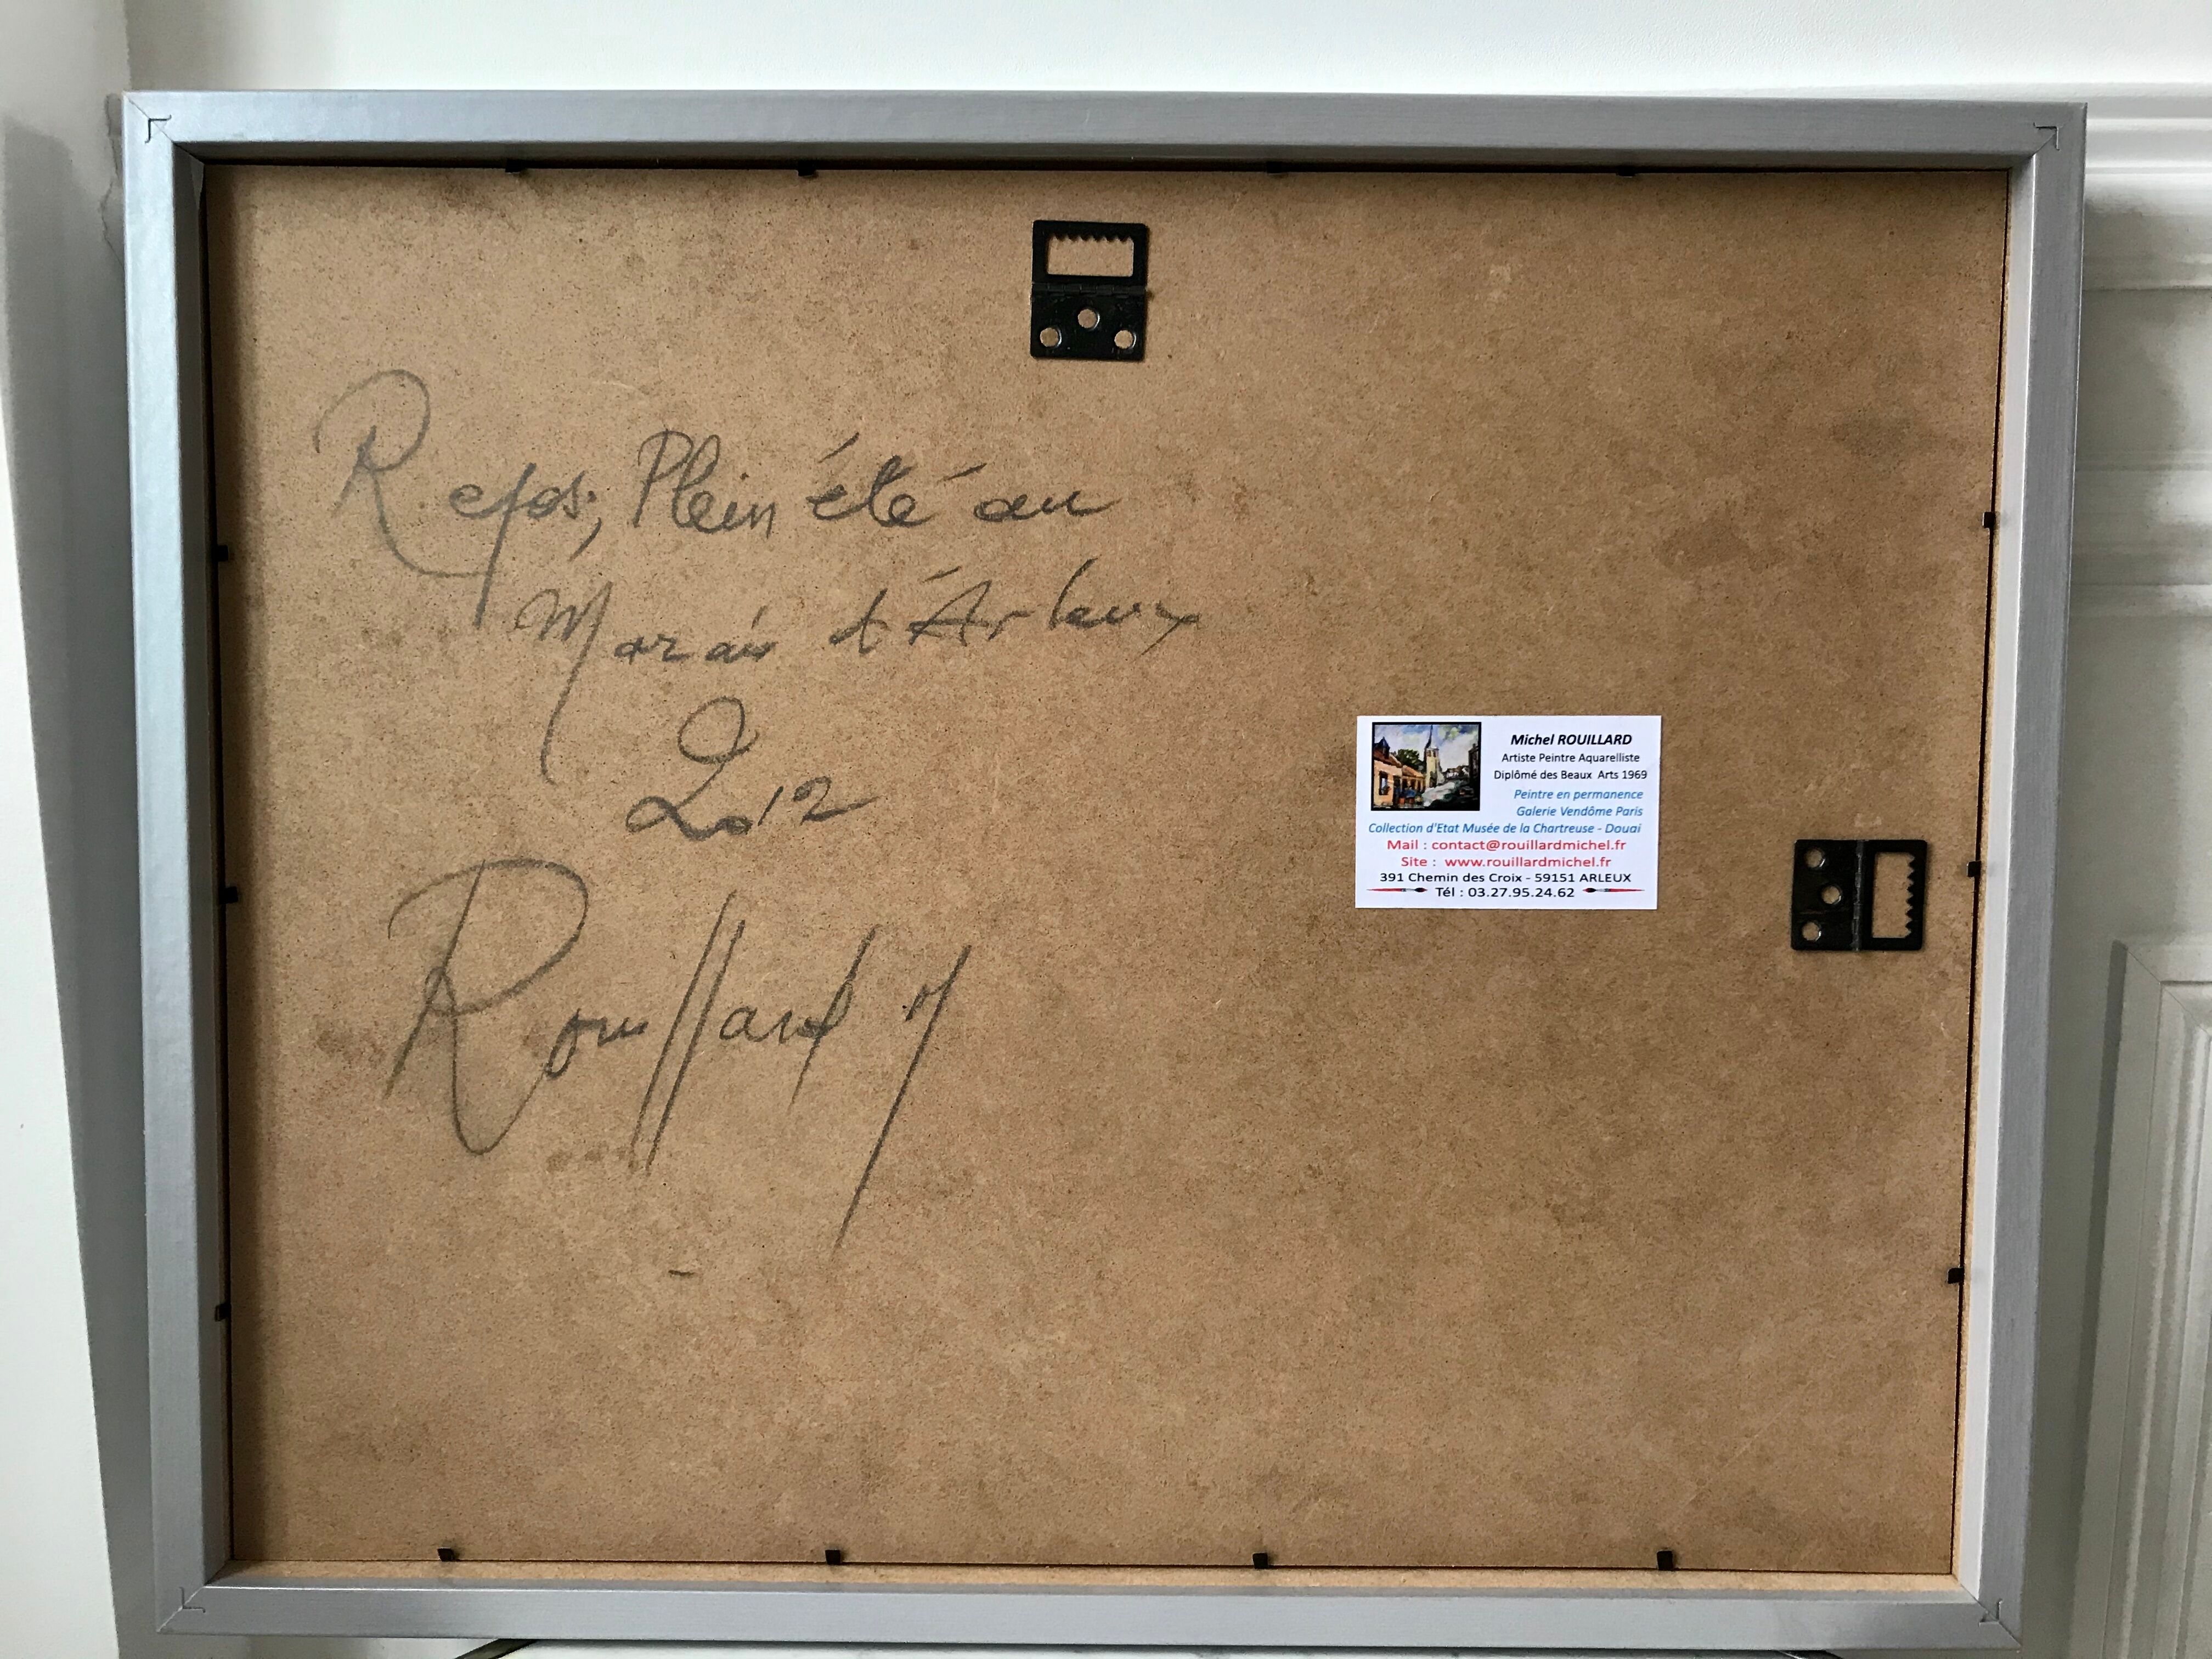 Repos, Plein été au
Marais d'Arleux
2012
Rouillard M
Michel ROUILLARD
Artiste Peintre Aquarelliste
Diplômé des Beaux Arts 1969
Peintre en permanence
Galerie Vendôme Paris
Collection d'Etat Musée de la Chartreuse - Douai
Mail : contact@rouillardmichel.fr
Site : www.rouillardmichel.fr
391 Chemin des Croix - 59151 ARLEUX
Tél : 03.27.95.24.62